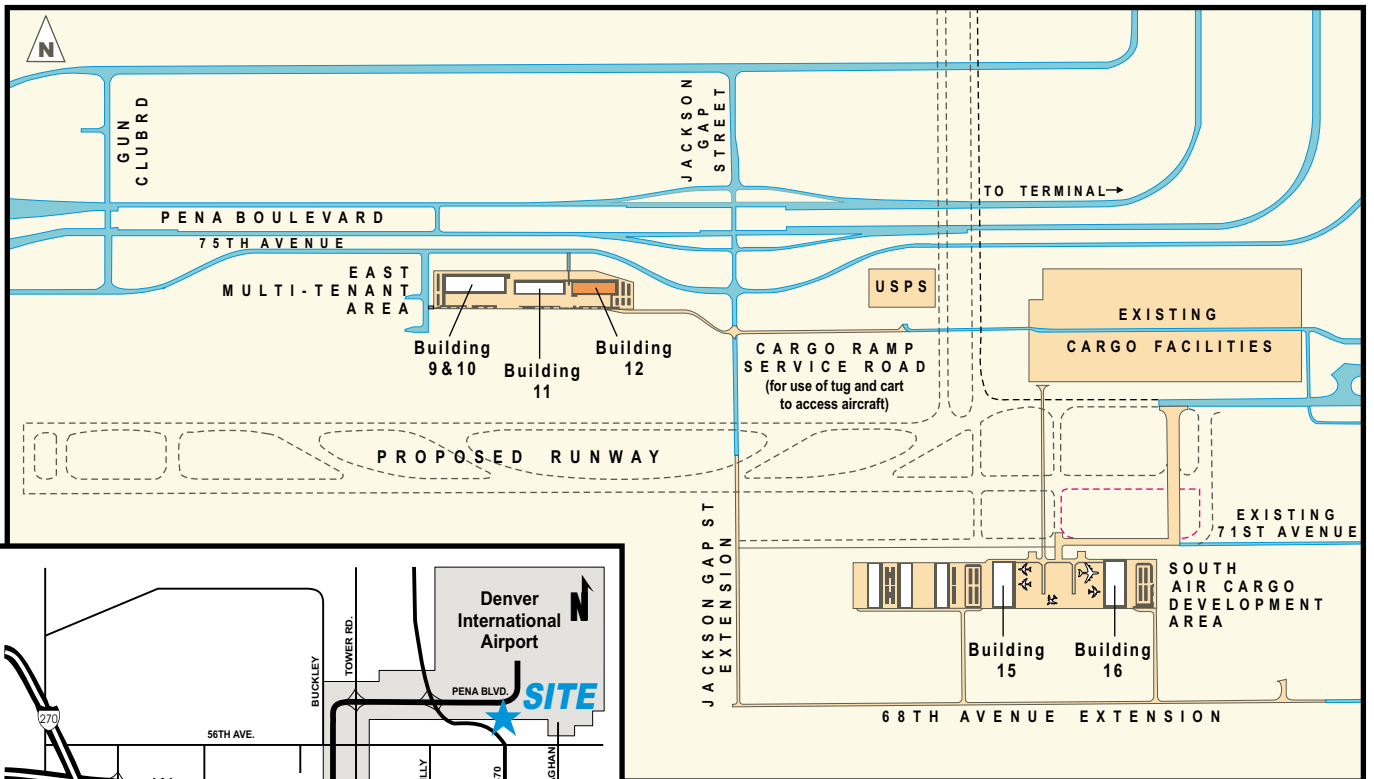 N
GUN
CLUBRD
JACKSON
GAP
STREET
TO TERMINAL
PENA BOULEVARD
75TH AVENUE
EAST
MULTI-TENANT
AREA
USPS
EXISTING
CARGO FACILITIES
Building
9 & 10
Building
11
Building
12
CARGO RAMP
SERVICE ROAD
(for use of tug and cart
to access aircraft)
PROPOSED RUNWAY
JACKSON GAP ST
EXTENSION
EXISTING
71ST AVENUE
SOUTH
AIR CARGO
DEVELOPMENT
AREA
Building
15
Building
16
68TH AVENUE EXTENSION
Denver
International
Airport
N
BUCKLEY
TOWER RD.
PENA BLVD.
SITE
270
56TH AVE.